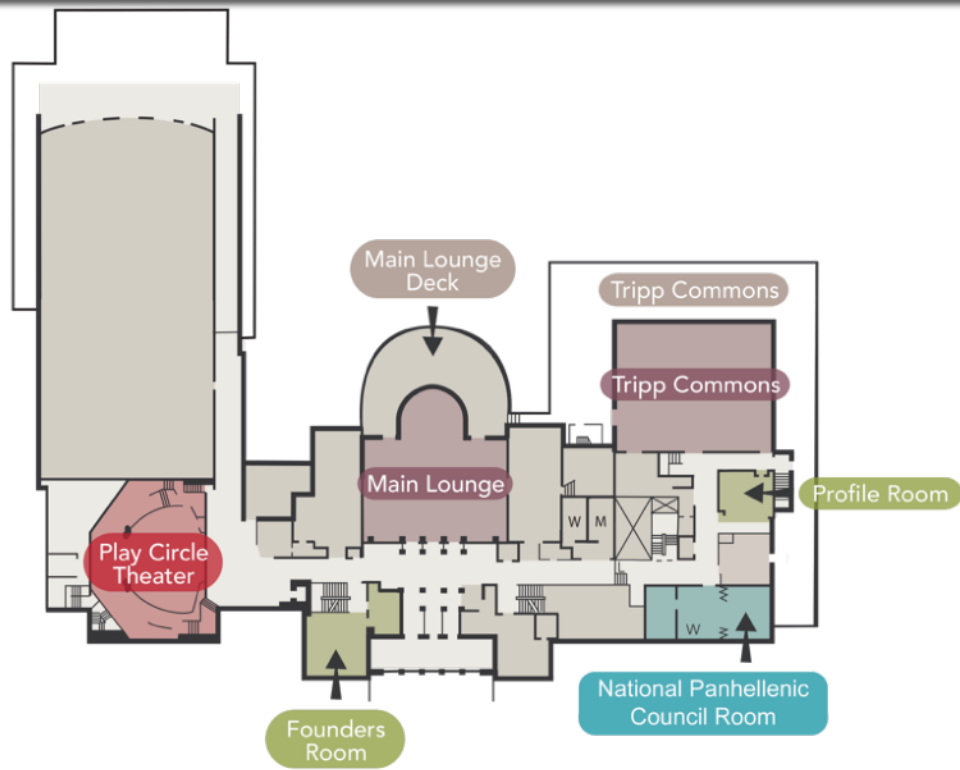 Main Lounge
Deck
Tripp Commons
Tripp Commons
Main Lounge
Profile Room
W M
Play Circle
Theater
W
National Panhellenic
Council Room
Founders
Room